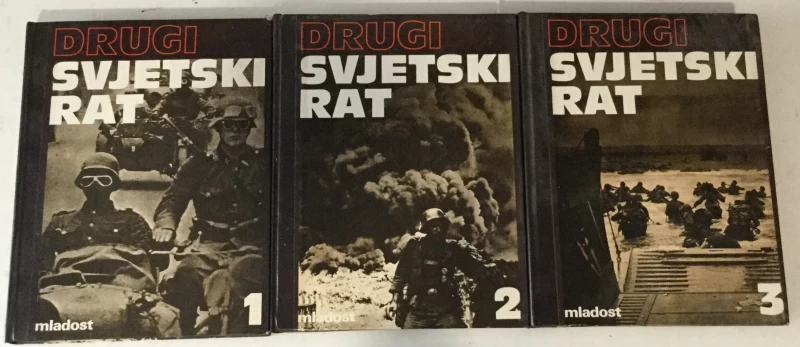 DRUGI
SVJETSKI
RAT
mladost
1
DRUGI
SVJETSKI
RAT
mladost
2
DRUGI
SVJETSKI
RAT
mladost
3